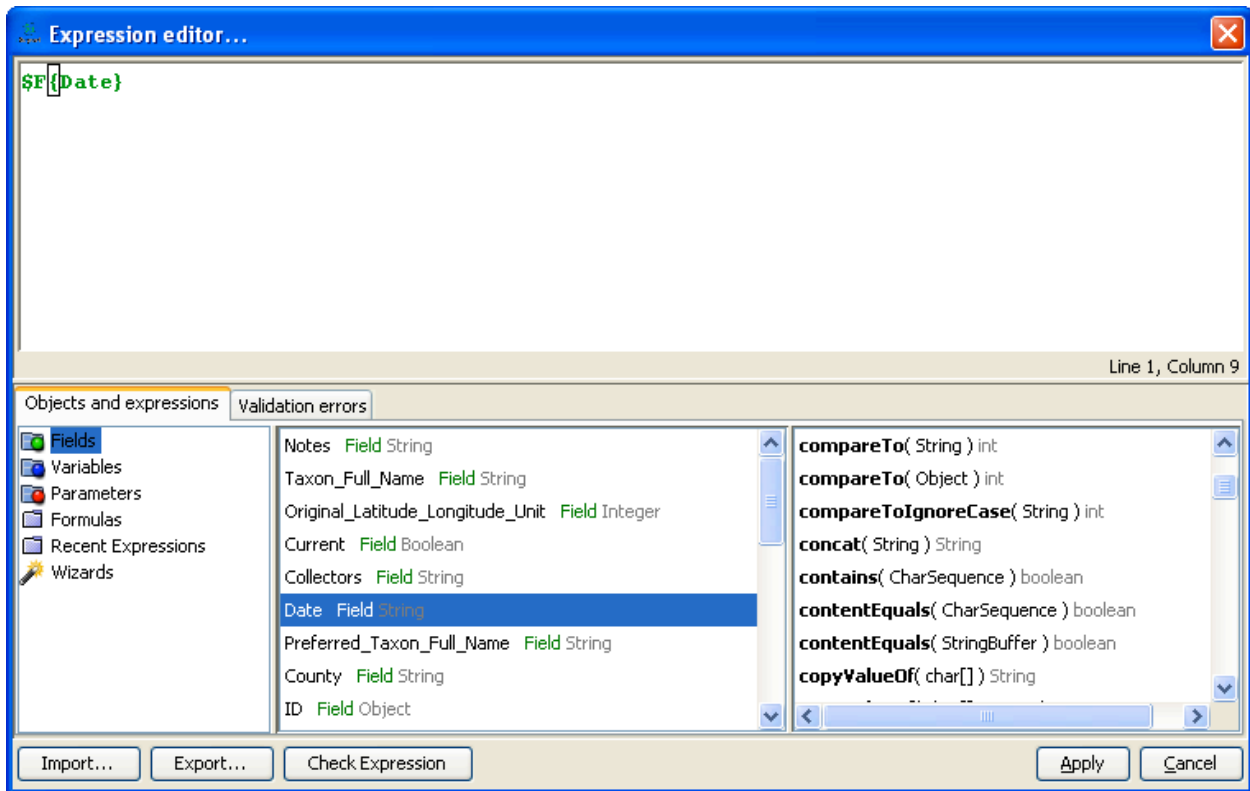 Expression editor...
$F{Date}
Line 1, Column 9
Objects and expressions
Validation errors
Fields
Variables
Parameters
Formulas
Recent Expressions
Wizards
Notes Field String
Taxon_Full_Name Field String
Original_Latitude_Longitude_Unit Field Integer
Current Field Boolean
Collectors Field String
Date Field String
Preferred_Taxon_Full_Name Field String
County Field String
ID Field Object
compareTo( String ) int
compareTo( Object ) int
compareToIgnoreCase( String ) int
concat( String ) String
contains( CharSequence ) boolean
contentEquals( CharSequence ) boolean
contentEquals( StringBuffer ) boolean
copyValueOf( char[] ) String
Import...
Export...
Check Expression
Apply
Cancel